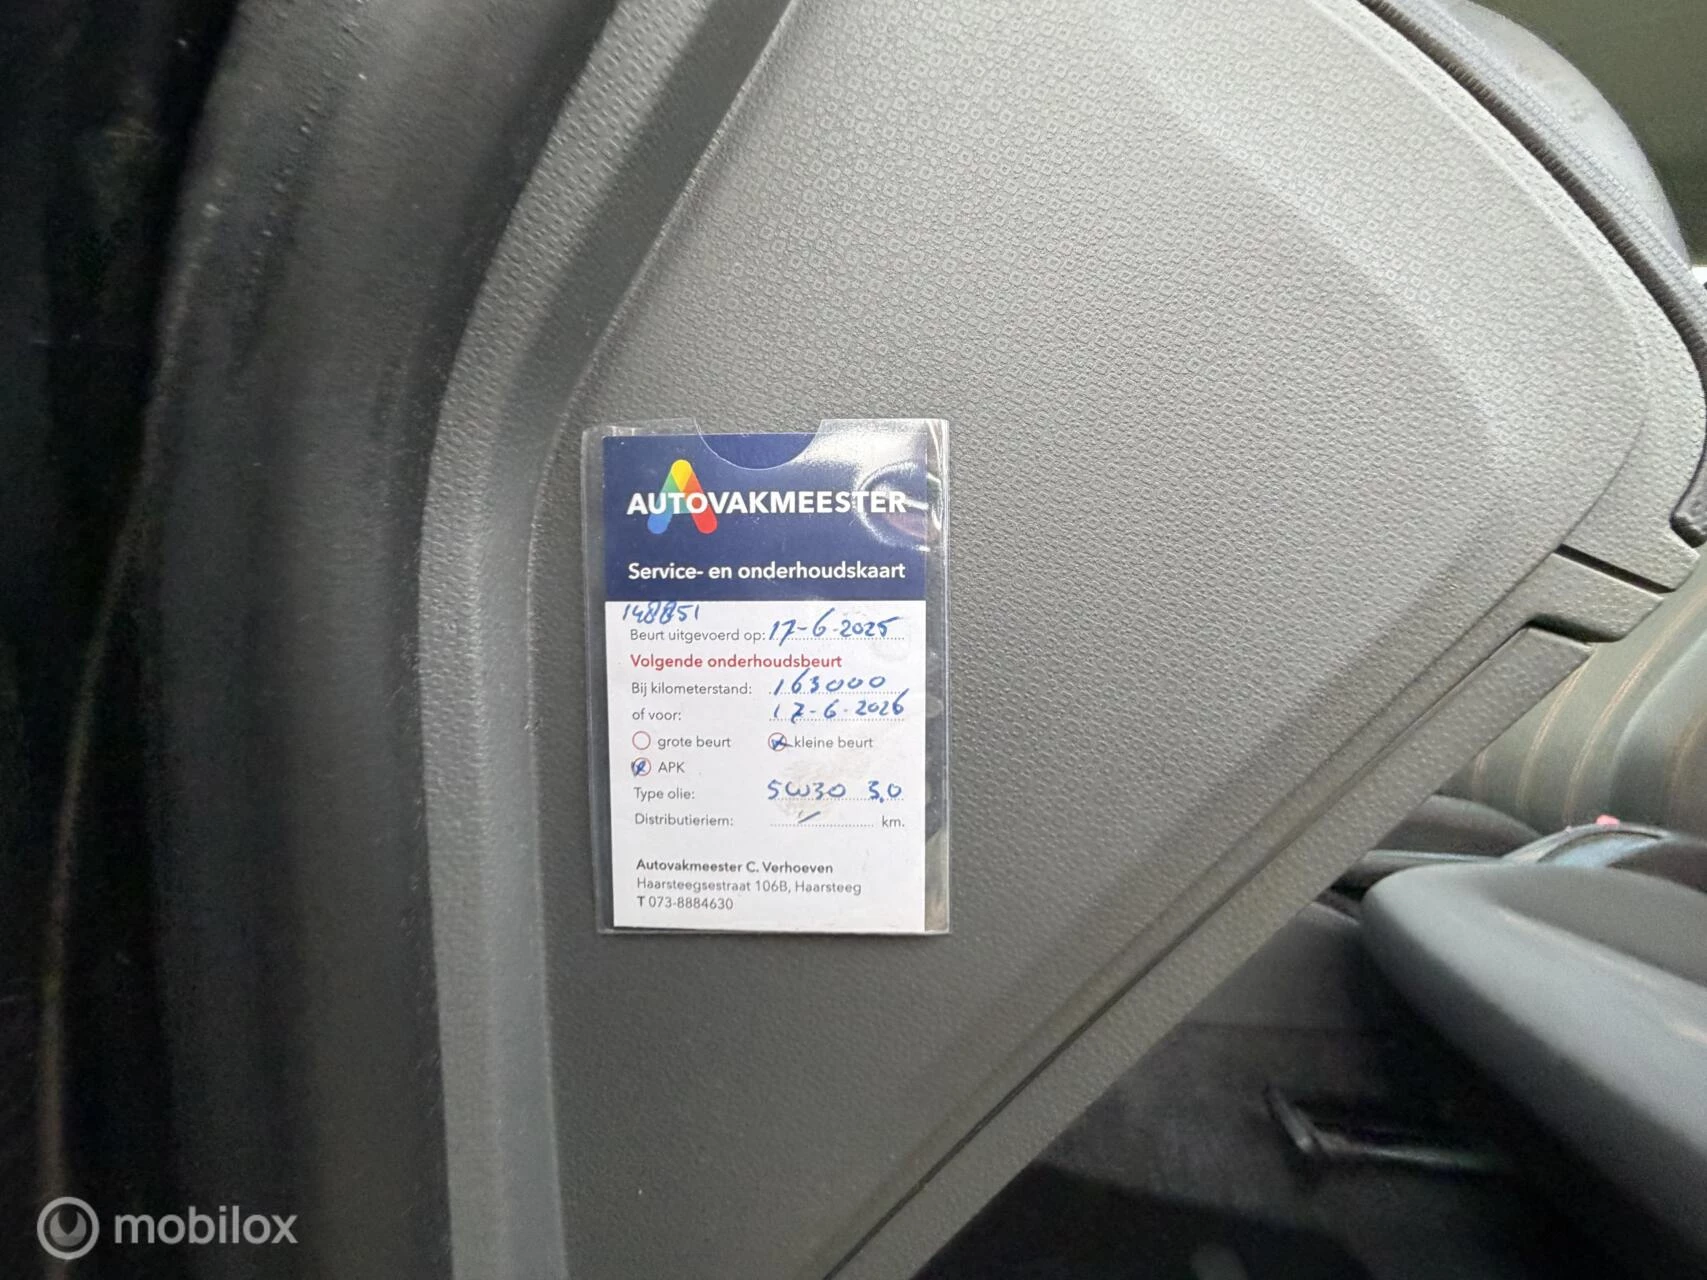 AUTOVAKMEESTER
Service- en onderhoudskaart
148851
Beurt uitgevoerd op: 17-6-2025
Volgende onderhoudsbeurt
Bij kilometerstand: 163000
of voor: 17-6-2026
grote beurt kleine beurt
APK
Type olie: 5W30 3.0
Distributieriem: / km.
Autovakmeester C. Verhoeven
Haarsteegsestraat 106B, Haarsteeg
T 073-8884630
mobilox